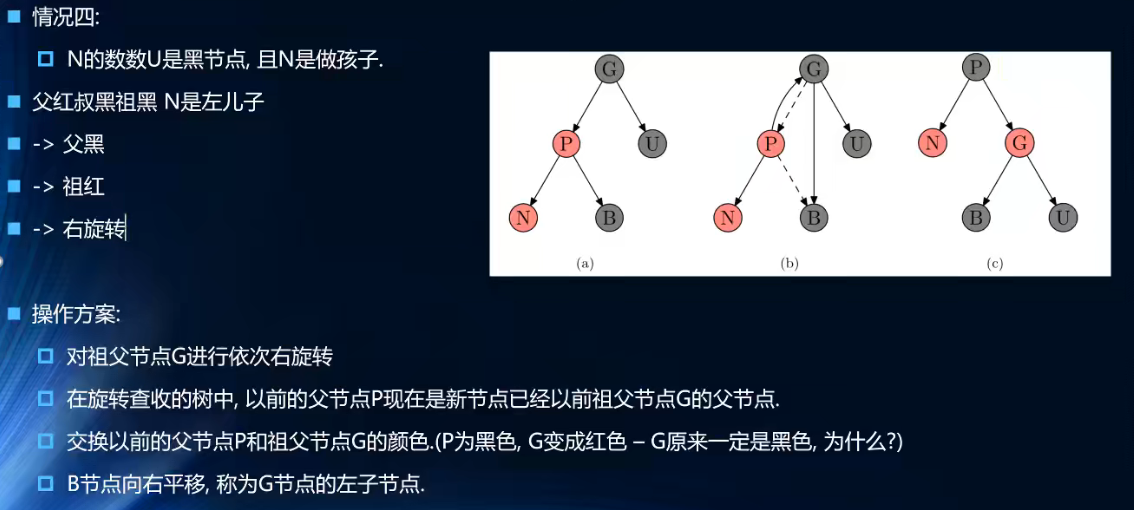 情况四:
N的数数U是黑节点, 且N是做孩子.
父红叔黑祖黑 N是左儿子
-> 父黑
-> 祖红
-> 右旋转
G G P
P U P U N G
N B N B B U
(a) (b) (c)
操作方案:
对祖父节点G进行依次右旋转
在旋转查收的树中, 以前的父节点P现在是新节点已经以前祖父节点G的父节点.
交换以前的父节点P和祖父节点G的颜色.(P为黑色, G变成红色 – G原来一定是黑色, 为什么?)
B节点向右平移, 称为G节点的左子节点.